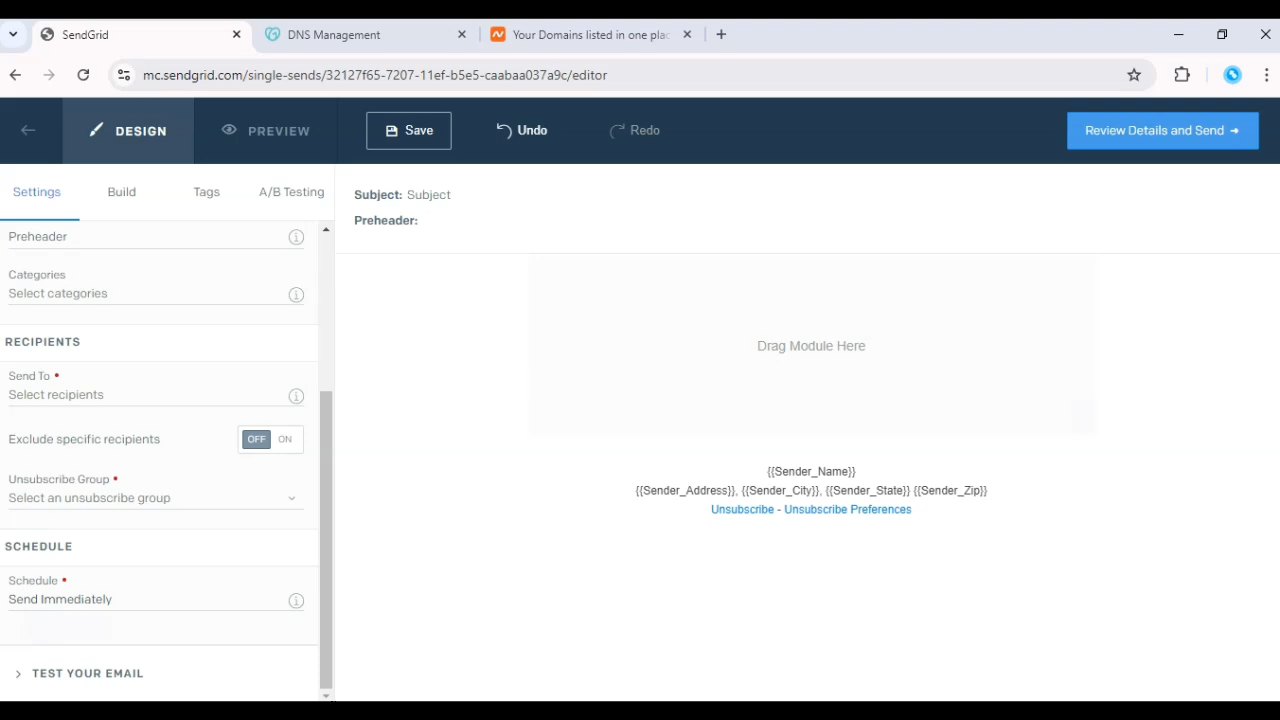 SendGrid
DNS Management
Your Domains listed in one plac
mc.sendgrid.com/single-sends/32127f65-7207-11ef-b5e5-caabaa037a9c/editor
DESIGN
PREVIEW
Save
Undo
Redo
Review Details and Send →
Settings
Build
Tags
A/B Testing
Subject: Subject
Preheader:
Preheader
Categories
Select categories
RECIPIENTS
Send To •
Select recipients
Exclude specific recipients
OFF ON
Unsubscribe Group •
Select an unsubscribe group
SCHEDULE
Schedule •
Send Immediately
TEST YOUR EMAIL
Drag Module Here
{{Sender_Name}}
{{Sender_Address}}, {{Sender_City}}, {{Sender_State}} {{Sender_Zip}}
Unsubscribe - Unsubscribe Preferences